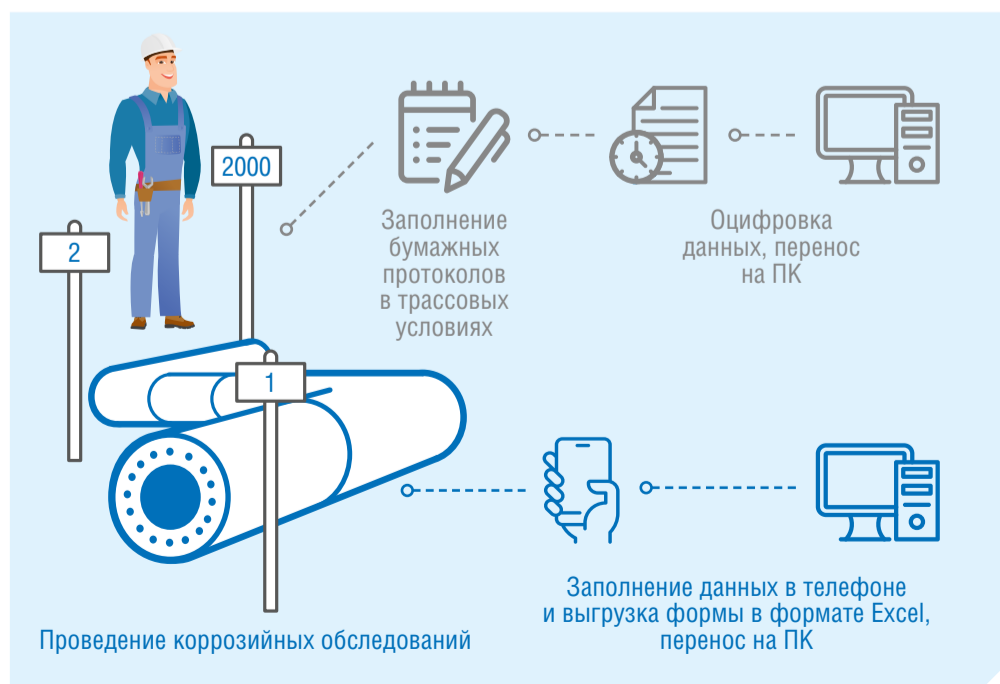 2000
2
1
Заполнение
бумажных
протоколов
в трассовых
условиях
Оцифровка
данных, перенос
на ПК
Проведение коррозийных обследований
Заполнение данных в телефоне
и выгрузка формы в формате Excel,
перенос на ПК